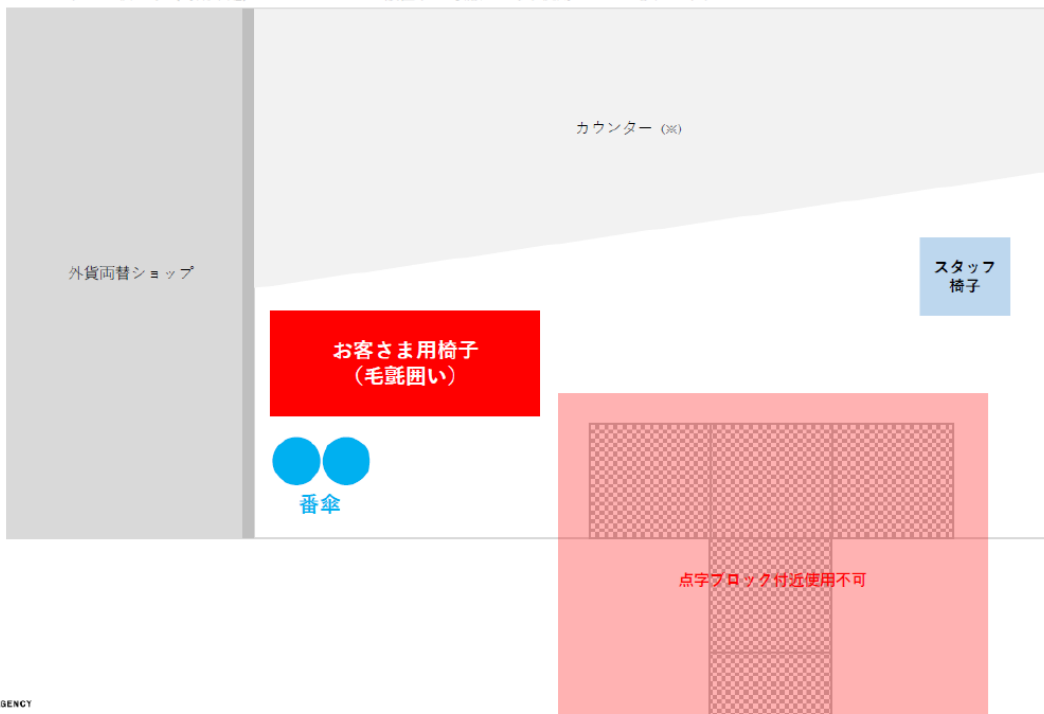 カウンター（※）
外貨両替ショップ
スタッフ
椅子
お客さま用椅子
（毛氈囲い）
番傘
点字ブロック付近使用不可
GENCY